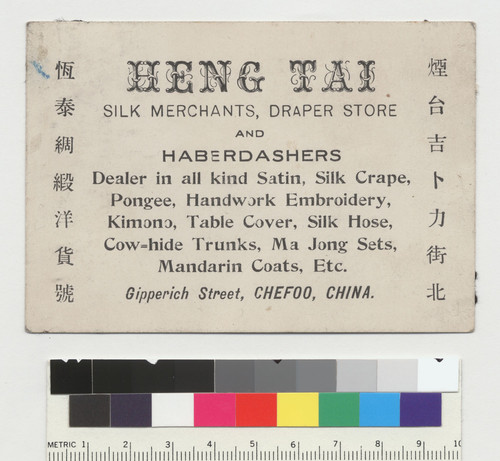 HENG TAI
SILK MERCHANTS, DRAPER STORE
AND
HABERDASHERS
Dealer in all kind Satin, Silk Crape,
Pongee, Handwork Embroidery,
Kimono, Table Cover, Silk Hose,
Cow=hide Trunks, Ma Jong Sets,
Mandarin Coats, Etc.
Gipperich Street, CHEFOO, CHINA.
煙台吉卜力街北
恆泰綢緞洋貨號
METRIC 1 2 3 4 5 6 7 8 9 10